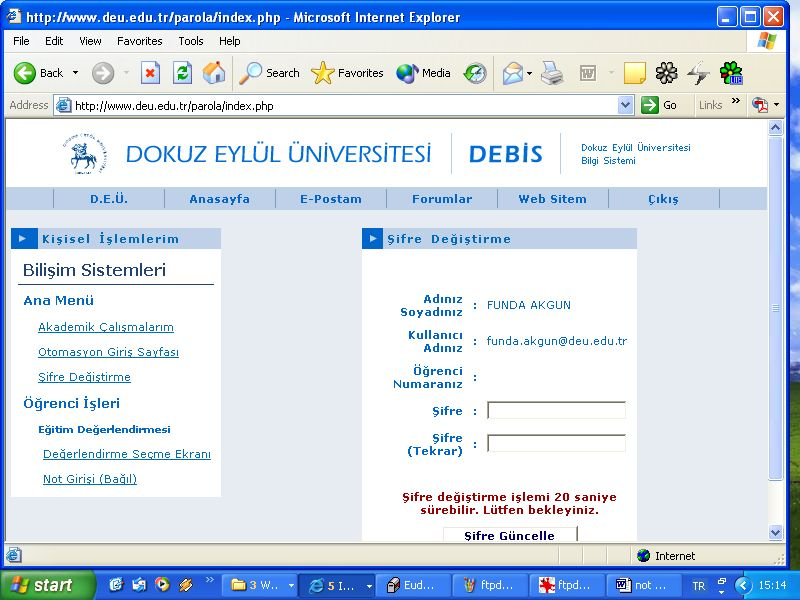 http://www.deu.edu.tr/parola/index.php - Microsoft Internet Explorer
File Edit View Favorites Tools Help
Back Search Favorites Media
Address http://www.deu.edu.tr/parola/index.php Go Links »
DOKUZ EYLÜL ÜNİVERSİTESİ DEBİS
Dokuz Eylül Üniversitesi
Bilgi Sistemi
D.E.Ü. Anasayfa E-Postam Forumlar Web Sitem Çıkış
Kişisel İşlemlerim
Bilişim Sistemleri
Ana Menü
Akademik Çalışmalarım
Otomasyon Giriş Sayfası
Şifre Değiştirme
Öğrenci İşleri
Eğitim Değerlendirmesi
Değerlendirme Seçme Ekranı
Not Girişi (Bağıl)
Şifre Değiştirme
Adınız
Soyadınız : FUNDA AKGUN
Kullanıcı
Adınız : funda.akgun@deu.edu.tr
Öğrenci
Numaranız :
Şifre :
Şifre
(Tekrar) :
Şifre değiştirme işlemi 20 saniye
sürebilir. Lütfen bekleyiniz.
Şifre Güncelle
Internet
start » 3 W... 5 I... Eud... ftpd... ftpd... not ... TR 15:14